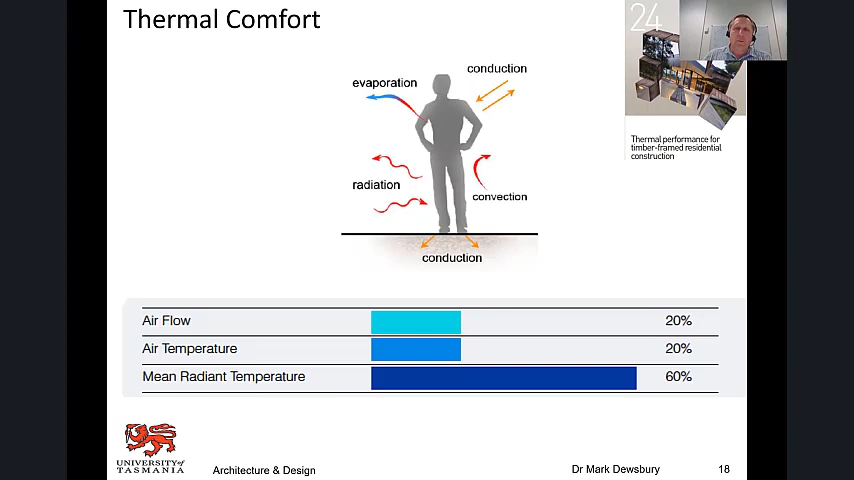 Thermal Comfort
24
conduction
evaporation
radiation
convection
conduction
Thermal performance for
timber-framed residential
construction
Air Flow 20%
Air Temperature 20%
Mean Radiant Temperature 60%
UNIVERSITY of
TASMANIA
Architecture & Design
Dr Mark Dewsbury
18